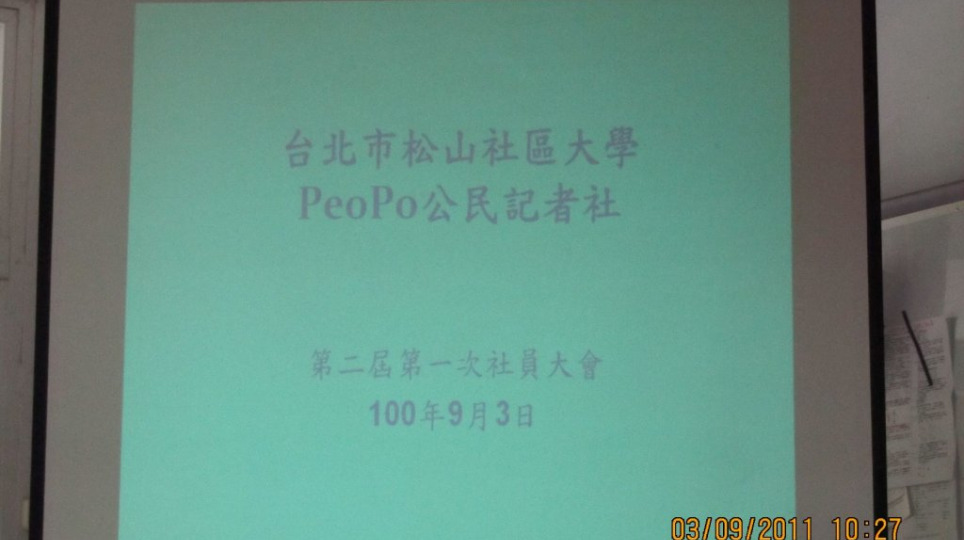 台北市松山社區大學
PeoPo公民記者社
第二屆第一次社員大會
100年9月3日
03/09/2011 10:27